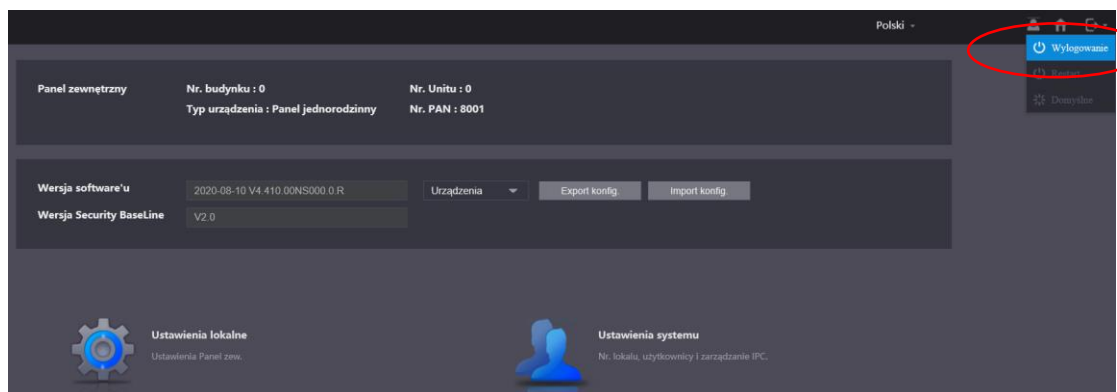 Polski
Wylogowanie
Restart
Domyślne
Panel zewnętrzny
Nr. budynku : 0
Nr. Unitu : 0
Typ urządzenia : Panel jednorodzinny
Nr. PAN : 8001
Wersja software'u
2020-08-10 V4.410.00NS000.0.R
Urządzenia
Export konfig.
Import konfig.
Wersja Security BaseLine
V2.0
Ustawienia lokalne
Ustawienia Panel zew.
Ustawienia systemu
Nr. lokalu, użytkownicy i zarządzanie IPC.